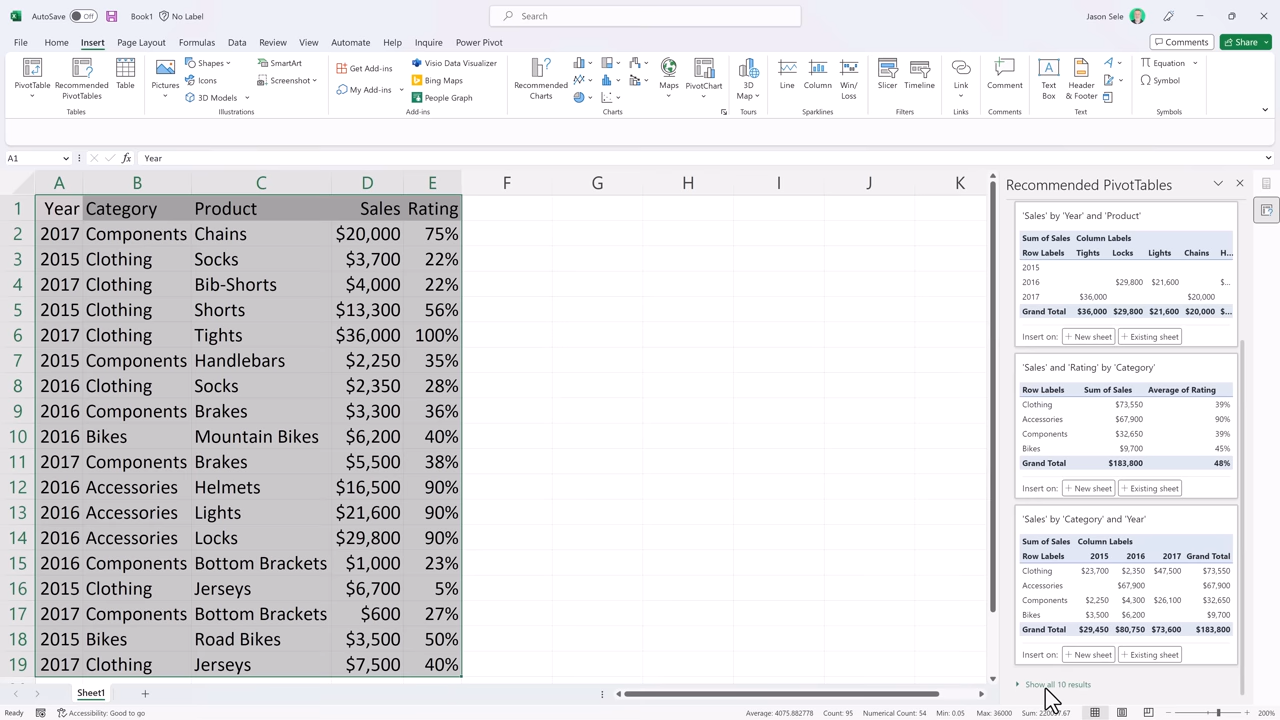 AutoSave Off Book1 No Label Search Jason Sele
File Home Insert Page Layout Formulas Data Review View Automate Help Inquire Power Pivot Comments Share
PivotTable Recommended PivotTables Table
Tables
Pictures Shapes Icons 3D Models SmartArt Screenshot
Illustrations
Get Add-ins My Add-ins Visio Data Visualizer Bing Maps People Graph
Add-ins
Recommended Charts Maps PivotChart
Charts
3D Map
Tours
Line Column Win/Loss
Sparklines
Slicer Timeline
Filters
Link
Links
Comment
Comments
Text Box Header & Footer
Text
Equation Symbol
Symbols
A1 fx Year
A B C D E F G H I J K
1 Year Category Product Sales Rating
2 2017 Components Chains $20,000 75%
3 2015 Clothing Socks $3,700 22%
4 2017 Clothing Bib-Shorts $4,000 22%
5 2015 Clothing Shorts $13,300 56%
6 2017 Clothing Tights $36,000 100%
7 2015 Components Handlebars $2,250 35%
8 2016 Clothing Socks $2,350 28%
9 2016 Components Brakes $3,300 36%
10 2016 Bikes Mountain Bikes $6,200 40%
11 2017 Components Brakes $5,500 38%
12 2016 Accessories Helmets $16,500 90%
13 2016 Accessories Lights $21,600 90%
14 2016 Accessories Locks $29,800 90%
15 2016 Components Bottom Brackets $1,000 23%
16 2015 Clothing Jerseys $6,700 5%
17 2017 Components Bottom Brackets $600 27%
18 2015 Bikes Road Bikes $3,500 50%
19 2017 Clothing Jerseys $7,500 40%
Recommended PivotTables
'Sales' by 'Year' and 'Product'
Sum of Sales Column Labels
Row Labels Tights Locks Lights Chains H...
2015
2016 $29,800 $21,600 $...
2017 $36,000 $20,000
Grand Total $36,000 $29,800 $21,600 $20,000 $...
Insert on: + New sheet + Existing sheet
'Sales' and 'Rating' by 'Category'
Row Labels Sum of Sales Average of Rating
Clothing $73,550 39%
Accessories $67,900 90%
Components $32,650 39%
Bikes $9,700 45%
Grand Total $183,800 48%
Insert on: + New sheet + Existing sheet
'Sales' by 'Category' and 'Year'
Sum of Sales Column Labels
Row Labels 2015 2016 2017 Grand Total
Clothing $23,700 $2,350 $47,500 $73,550
Accessories $67,900 $67,900
Components $2,250 $4,300 $26,100 $32,650
Bikes $3,500 $6,200 $9,700
Grand Total $29,450 $80,750 $73,600 $183,800
Insert on: + New sheet + Existing sheet
Show all 10 results
Sheet1
Ready Accessibility: Good to go Average: 4075.882778 Count: 95 Numerical Count: 54 Min: 0.05 Max: 36000 Sum: 200%